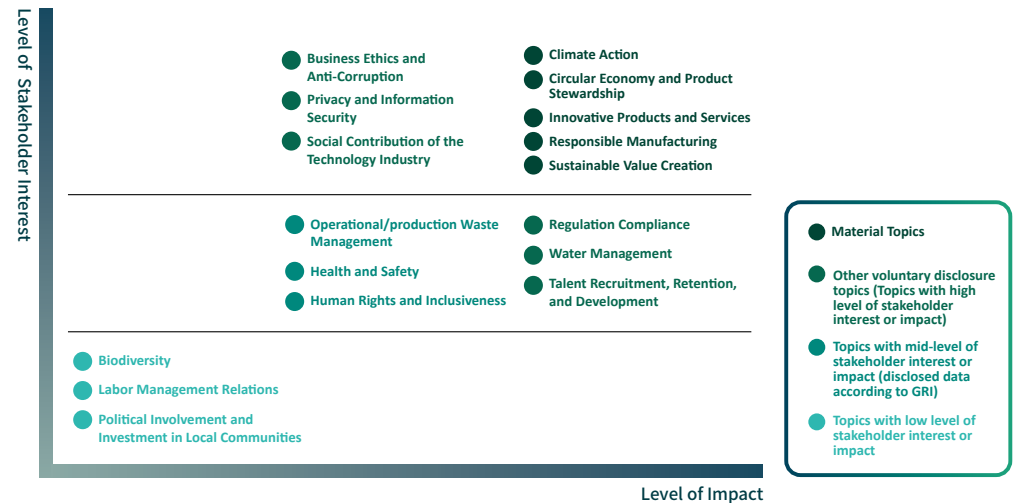 Level of Stakeholder Interest
Business Ethics and
Anti-Corruption
Privacy and Information
Security
Social Contribution of the
Technology Industry
Climate Action
Circular Economy and Product
Stewardship
Innovative Products and Services
Responsible Manufacturing
Sustainable Value Creation
Operational/production Waste
Management
Health and Safety
Human Rights and Inclusiveness
Regulation Compliance
Water Management
Talent Recruitment, Retention,
and Development
Biodiversity
Labor Management Relations
Political Involvement and
Investment in Local Communities
Level of Impact
Material Topics
Other voluntary disclosure
topics (Topics with high
level of stakeholder
interest or impact)
Topics with mid-level of
stakeholder interest or
impact (disclosed data
according to GRI)
Topics with low level of
stakeholder interest or
impact